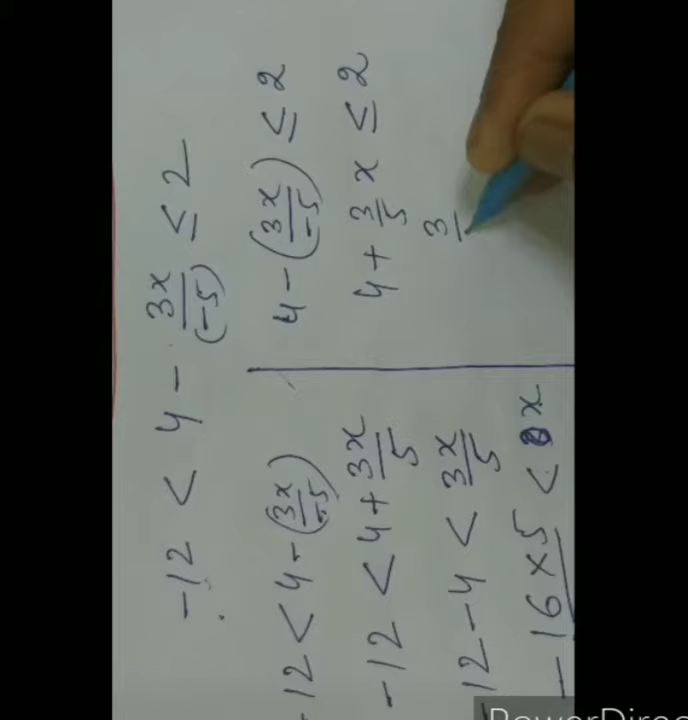 -12 < 4 - 3x/(-5) ≤ 2
-12 < 4 - (3x/-5)
-12 < 4 + 3x/5
-12 - 4 < 3x/5
-16 × 5 < x
4 - (3x/-5) ≤ 2
4 + 3/5 x ≤ 2
3/